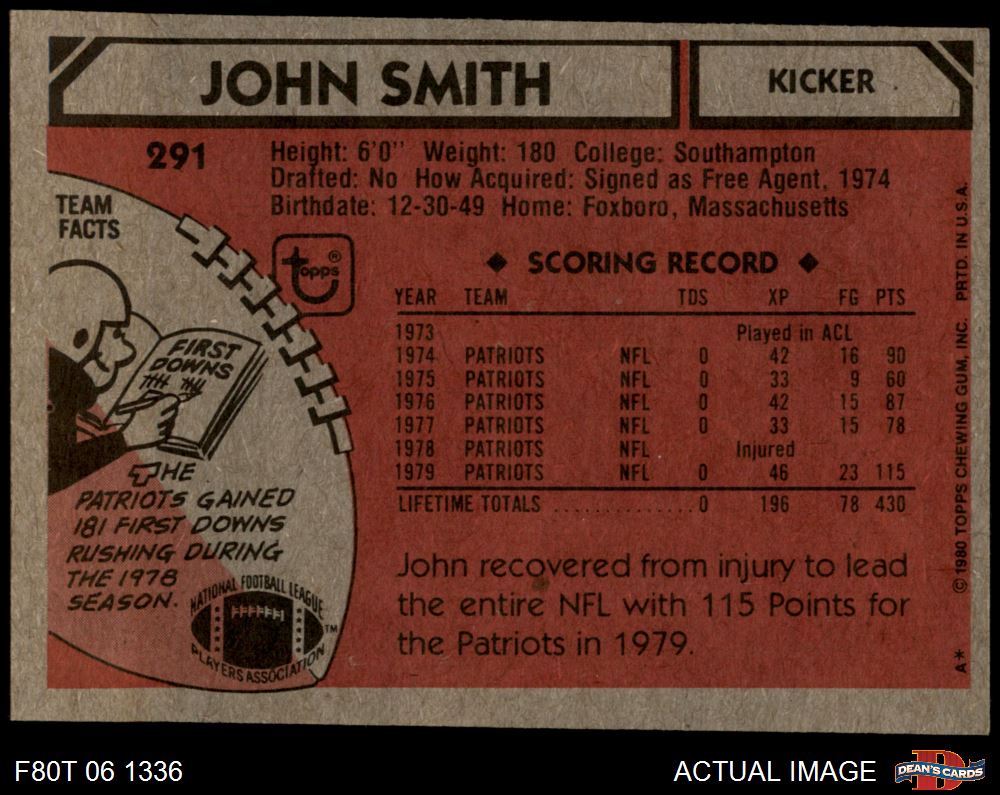 JOHN SMITH
KICKER
291
Height: 6'0" Weight: 180 College: Southampton
Drafted: No How Acquired: Signed as Free Agent, 1974
Birthdate: 12-30-49 Home: Foxboro, Massachusetts
TEAM
FACTS
topps®
FIRST
DOWNS
THE
PATRIOTS GAINED
181 FIRST DOWNS
RUSHING DURING
THE 1978
SEASON.
NATIONAL FOOTBALL LEAGUE
PLAYERS ASSOCIATION
TM
◆ SCORING RECORD ◆
YEAR TEAM TDS XP FG PTS
1973 Played in ACL
1974 PATRIOTS NFL 0 42 16 90
1975 PATRIOTS NFL 0 33 9 60
1976 PATRIOTS NFL 0 42 15 87
1977 PATRIOTS NFL 0 33 15 78
1978 PATRIOTS NFL Injured
1979 PATRIOTS NFL 0 46 23 115
LIFETIME TOTALS ................ 0 196 78 430
John recovered from injury to lead
the entire NFL with 115 Points for
the Patriots in 1979.
A* ©1980 TOPPS CHEWING GUM, INC. PRTD. IN U.S.A.
F80T 06 1336
ACTUAL IMAGE
D
DEAN'S CARDS